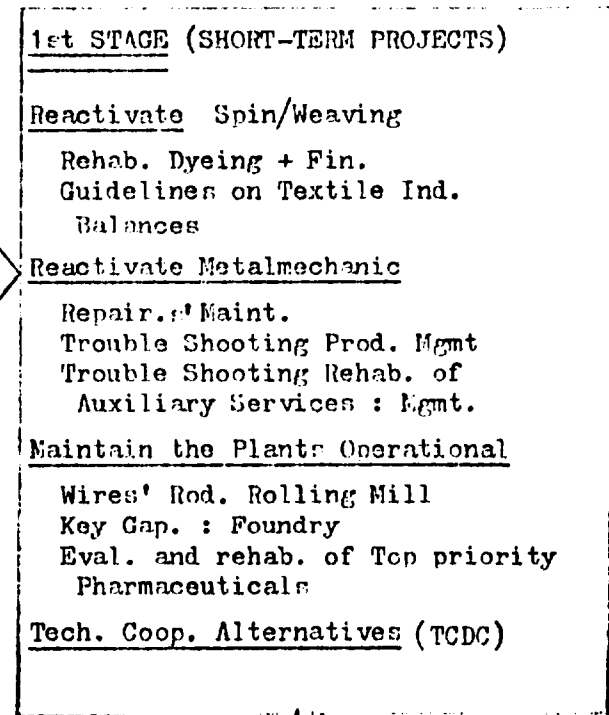 1st STAGE (SHORT-TERM PROJECTS)
Reactivate Spin/Weaving
Rehab. Dyeing + Fin.
Guidelines on Textile Ind.
Balances
Reactivate Metalmechanic
Repair. Maint.
Trouble Shooting Prod. Mgmt
Trouble Shooting Rehab. of
Auxiliary Services : Mgmt.
Maintain the Plants Operational
Wires' Rod. Rolling Mill
Key Gap. : Foundry
Eval. and rehab. of Top priority
Pharmaceuticals
Tech. Coop. Alternatives (TCDC)